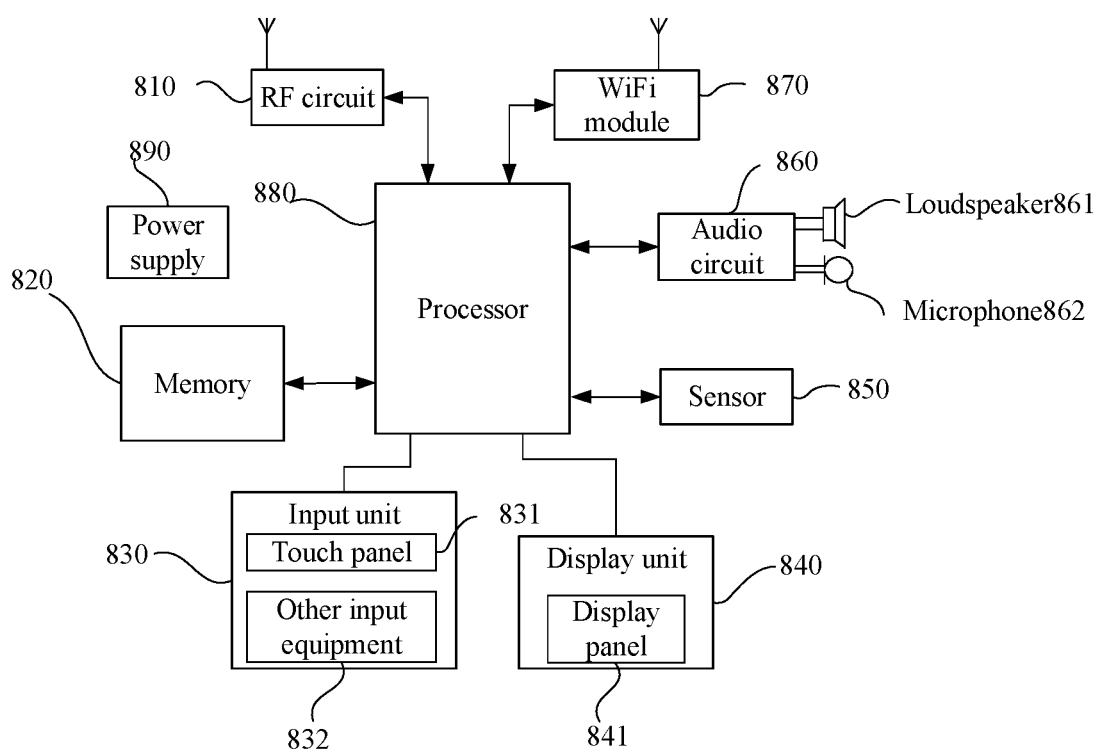 810
RF circuit
WiFi
module
870
890
Power
supply
880
860
Audio
circuit
Loudspeaker861
Microphone862
820
Memory
Processor
Sensor
850
830
Input unit
831
Touch panel
Other input
equipment
832
Display unit
840
Display
panel
841